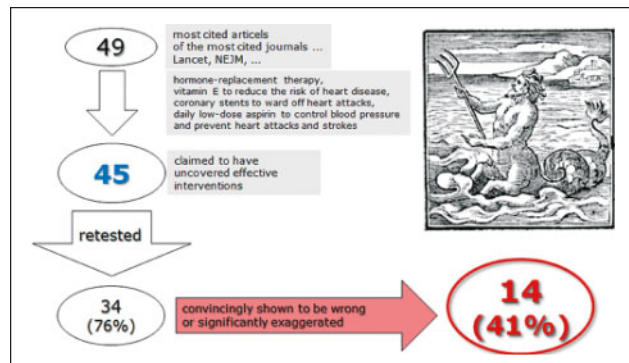 49
most cited articels
of the most cited journals ...
Lancet, NEJM, ...
hormone-replacement therapy,
vitamin E to reduce the risk of heart disease,
coronary stents to ward off heart attacks,
daily low-dose aspirin to control blood pressure
and prevent heart attacks and strokes
45
claimed to have
uncovered effective
interventions
retested
34
(76%)
convincingly shown to be wrong
or significantly exaggerated
14
(41%)